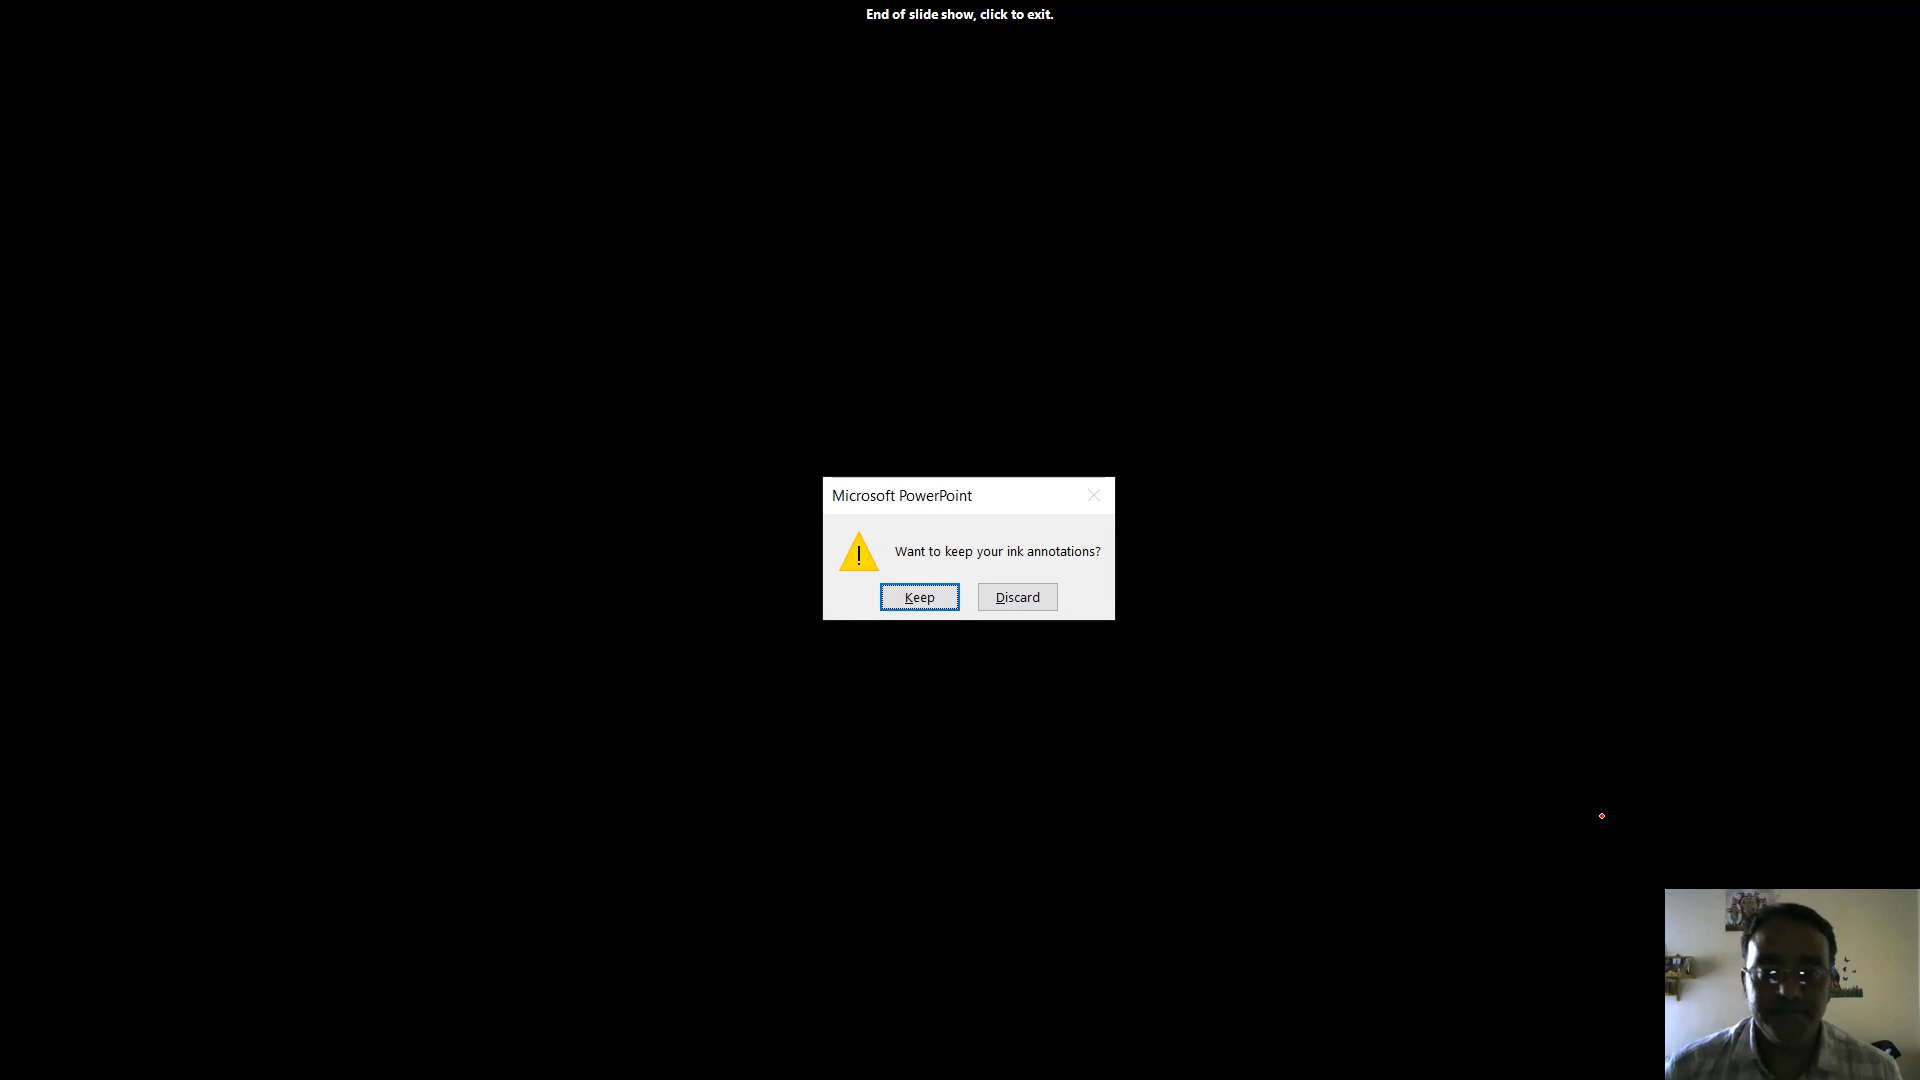 End of slide show, click to exit.
Microsoft PowerPoint
Want to keep your ink annotations?
Keep
Discard